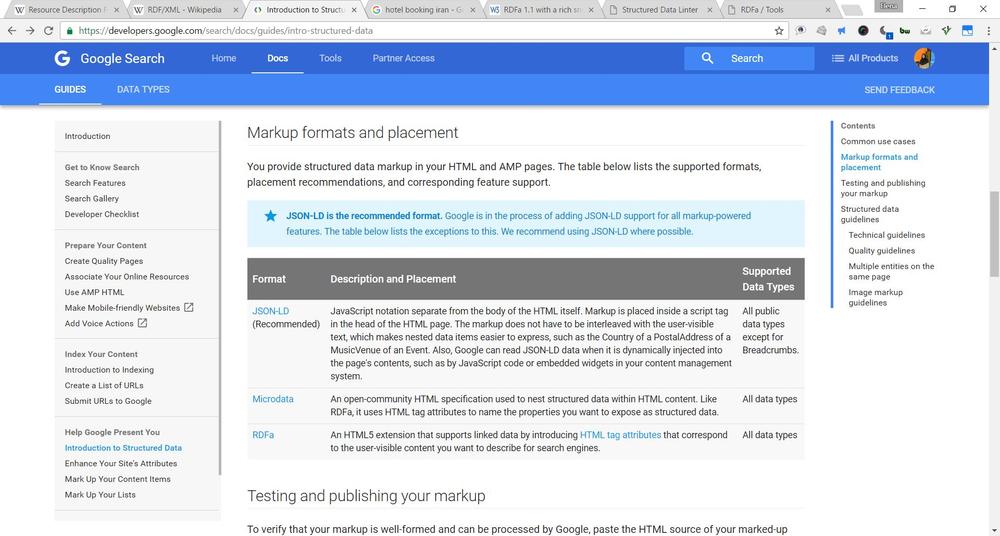 Resource Description F
RDF/XML - Wikipedia
Introduction to Structu
hotel booking iran - Go
RDFa 1.1 with a rich sn
Structured Data Linter
RDFa / Tools
Elena
https://developers.google.com/search/docs/guides/intro-structured-data
1
bw
Google Search
Home
Docs
Tools
Partner Access
Search
All Products
GUIDES
DATA TYPES
SEND FEEDBACK
Introduction
Get to Know Search
Search Features
Search Gallery
Developer Checklist
Prepare Your Content
Create Quality Pages
Associate Your Online Resources
Use AMP HTML
Make Mobile-friendly Websites
Add Voice Actions
Index Your Content
Introduction to Indexing
Create a List of URLs
Submit URLs to Google
Help Google Present You
Introduction to Structured Data
Enhance Your Site's Attributes
Mark Up Your Content Items
Mark Up Your Lists
Markup formats and placement
You provide structured data markup in your HTML and AMP pages. The table below lists the supported formats,
placement recommendations, and corresponding feature support.
JSON-LD is the recommended format. Google is in the process of adding JSON-LD support for all markup-powered
features. The table below lists the exceptions to this. We recommend using JSON-LD where possible.
Format
Description and Placement
Supported
Data Types
JSON-LD
(Recommended)
JavaScript notation separate from the body of the HTML itself. Markup is placed inside a script tag
in the head of the HTML page. The markup does not have to be interleaved with the user-visible
text, which makes nested data items easier to express, such as the Country of a PostalAddress of a
MusicVenue of an Event. Also, Google can read JSON-LD data when it is dynamically injected into
the page's contents, such as by JavaScript code or embedded widgets in your content management
system.
All public
data types
except for
Breadcrumbs.
Microdata
An open-community HTML specification used to nest structured data within HTML content. Like
RDFa, it uses HTML tag attributes to name the properties you want to expose as structured data.
All data types
RDFa
An HTML5 extension that supports linked data by introducing HTML tag attributes that correspond
to the user-visible content you want to describe for search engines.
All data types
Testing and publishing your markup
To verify that your markup is well-formed and can be processed by Google, paste the HTML source of your marked-up
Contents
Common use cases
Markup formats and
placement
Testing and publishing
your markup
Structured data
guidelines
Technical guidelines
Quality guidelines
Multiple entities on the
same page
Image markup
guidelines